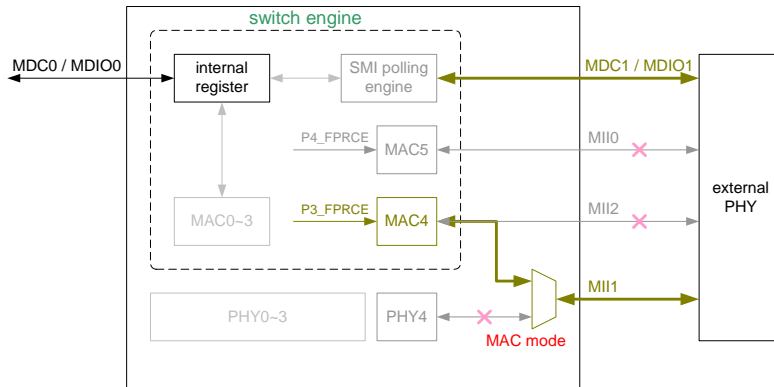 switch engine
MDC0 / MDIO0
internal
register
SMI polling
engine
MDC1 / MDIO1
P4_FPRCE
MAC5
MII0
external
PHY
MAC0~3
P3_FPRCE
MAC4
MII2
MII1
PHY0~3
PHY4
MAC mode